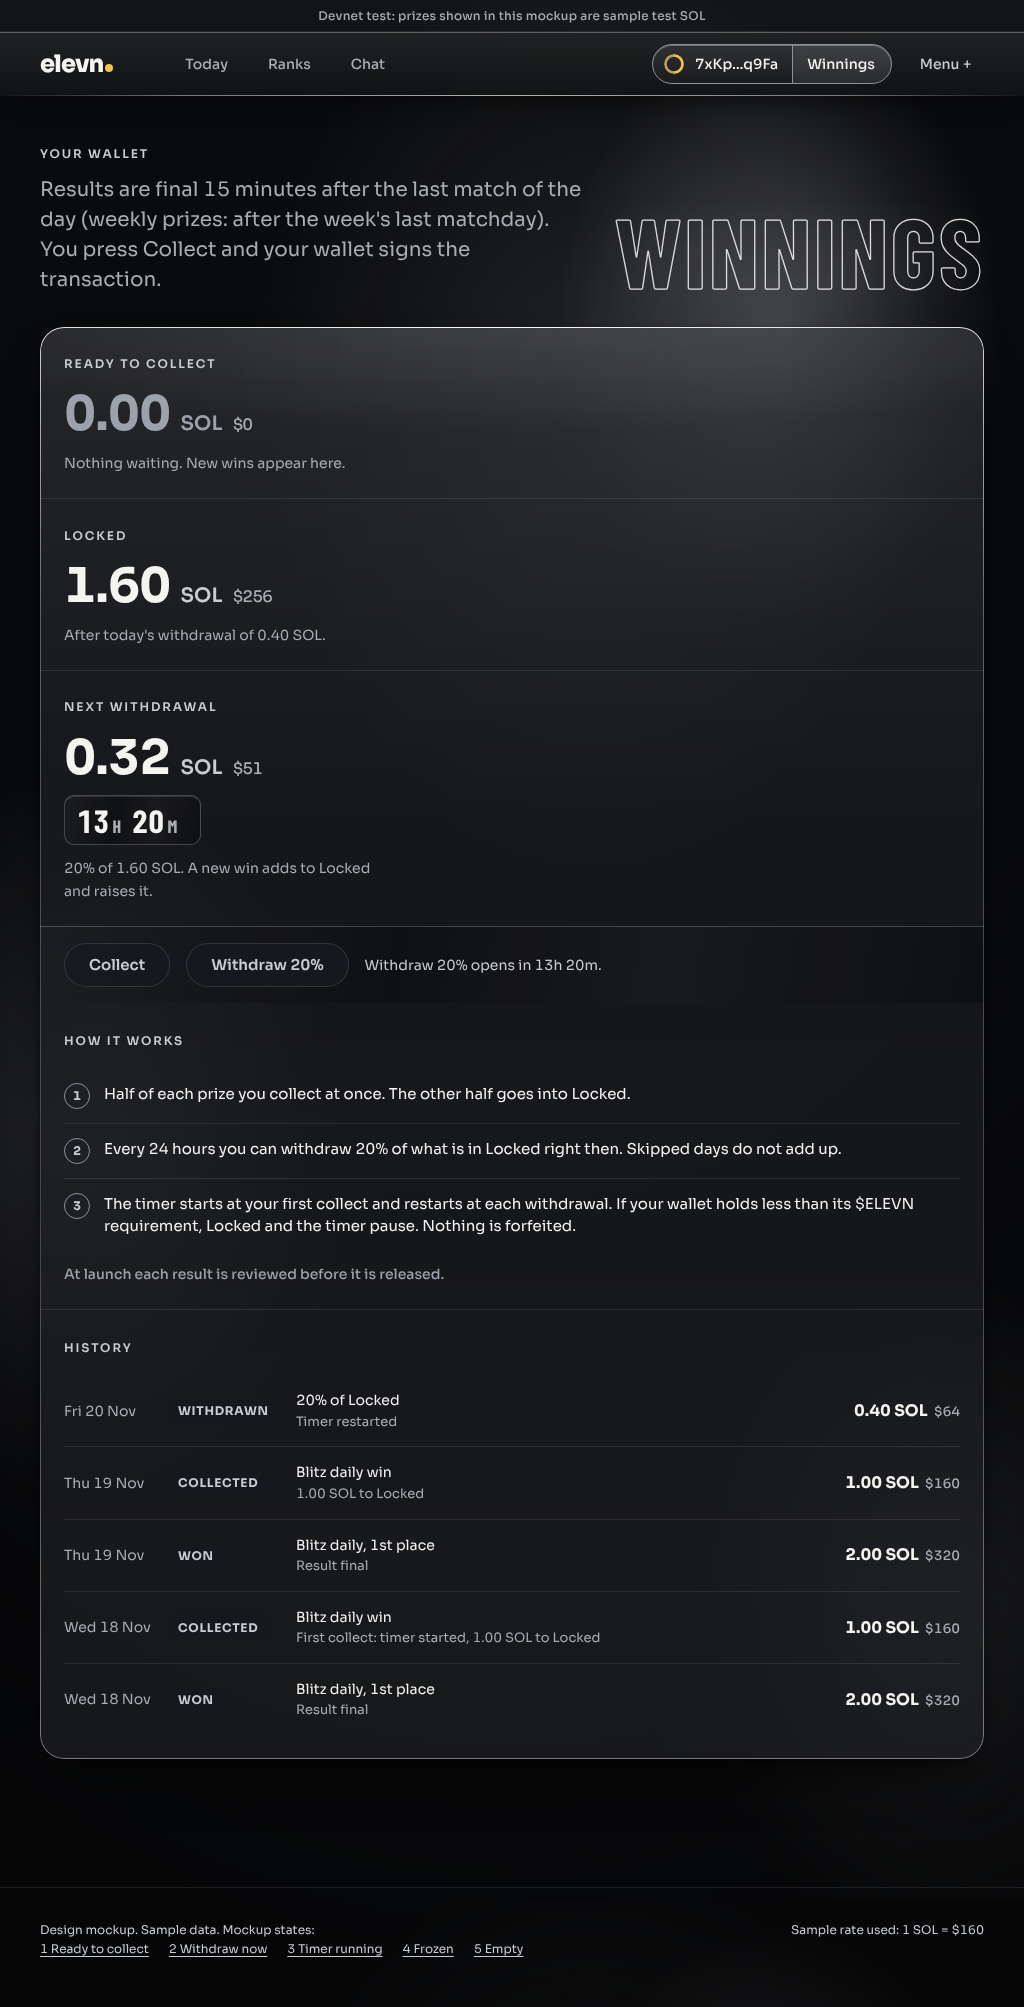 Devnet test: prizes shown in this mockup are sample test SOL
elevn.
Today
Ranks
Chat
7xKp...q9Fa
Winnings
Menu +
YOUR WALLET
Results are final 15 minutes after the last match of the
day (weekly prizes: after the week's last matchday).
You press Collect and your wallet signs the
transaction.
WINNINGS
READY TO COLLECT
0.00 SOL $0
Nothing waiting. New wins appear here.
LOCKED
1.60 SOL $256
After today's withdrawal of 0.40 SOL.
NEXT WITHDRAWAL
0.32 SOL $51
13 H 20 M
20% of 1.60 SOL. A new win adds to Locked
and raises it.
Collect
Withdraw 20%
Withdraw 20% opens in 13h 20m.
HOW IT WORKS
1 Half of each prize you collect at once. The other half goes into Locked.
2 Every 24 hours you can withdraw 20% of what is in Locked right then. Skipped days do not add up.
3 The timer starts at your first collect and restarts at each withdrawal. If your wallet holds less than its $ELEVN
requirement, Locked and the timer pause. Nothing is forfeited.
At launch each result is reviewed before it is released.
HISTORY
Fri 20 Nov WITHDRAWN 20% of Locked 0.40 SOL $64
Timer restarted
Thu 19 Nov COLLECTED Blitz daily win 1.00 SOL $160
1.00 SOL to Locked
Thu 19 Nov WON Blitz daily, 1st place 2.00 SOL $320
Result final
Wed 18 Nov COLLECTED Blitz daily win 1.00 SOL $160
First collect: timer started, 1.00 SOL to Locked
Wed 18 Nov WON Blitz daily, 1st place 2.00 SOL $320
Result final
Design mockup. Sample data. Mockup states:
1 Ready to collect 2 Withdraw now 3 Timer running 4 Frozen 5 Empty
Sample rate used: 1 SOL = $160